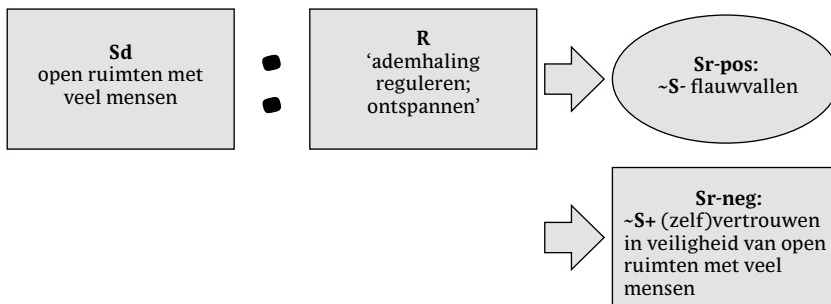 Sd
open ruimten met
veel mensen
R
‘ademhaling
reguleren;
ontspannen’
Sr-pos:
~S- flauwvallen
Sr-neg:
~S+ (zelf)vertrouwen
in veiligheid van open
ruimten met veel
mensen